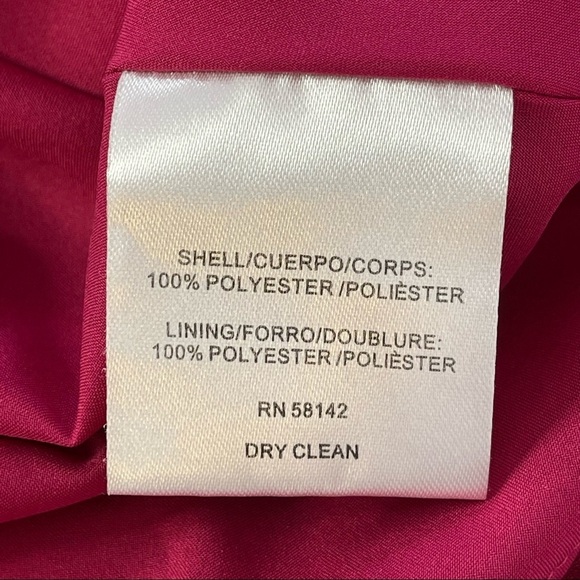 SHELL/CUERPO/CORPS:
100% POLYESTER /POLIÈSTER
LINING/FORRO/DOUBLURE:
100% POLYESTER /POLIÈSTER
RN 58142
DRY CLEAN